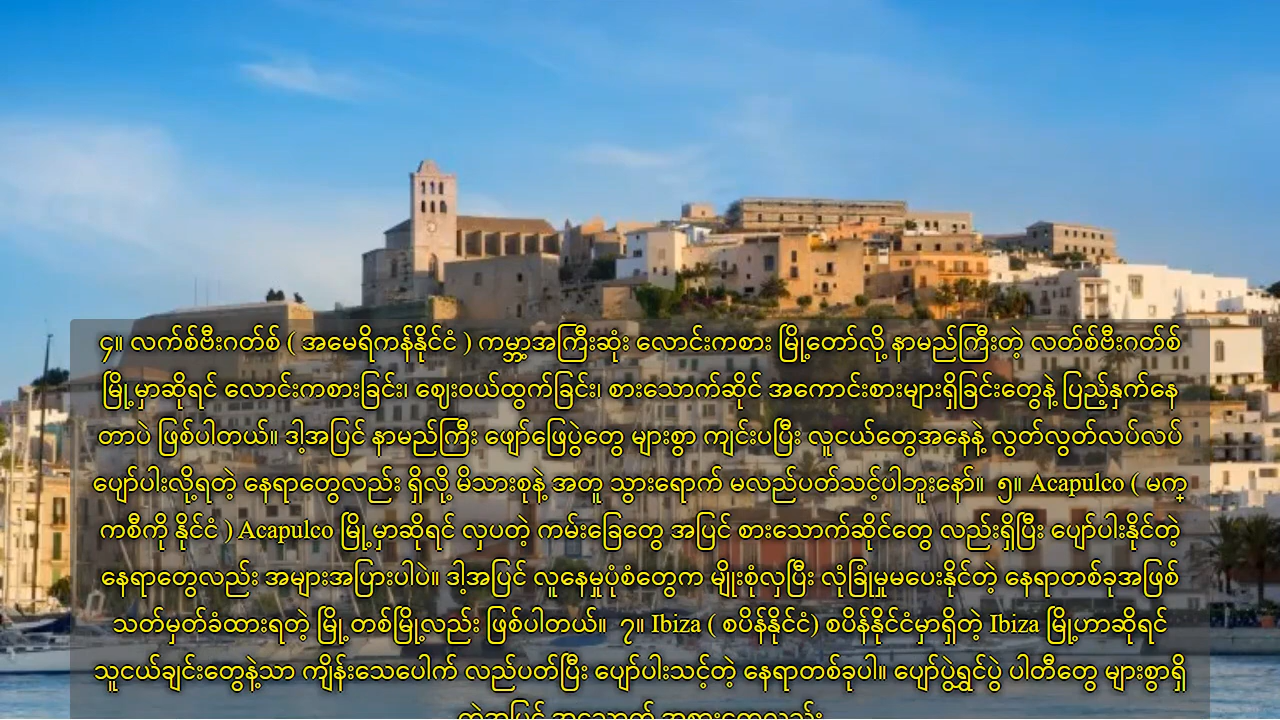 ၄။ လက်စ်ဗီးဂတ်စ် ( အမေရိကန်နိုင်ငံ ) ကမ္ဘာ့အကြီးဆုံး လောင်းကစား မြို့တော်လို့ နာမည်ကြီးတဲ့ လတ်စ်ဗီးဂတ်စ်
မြို့မှာဆိုရင် လောင်းကစားခြင်း၊ ဈေးဝယ်ထွက်ခြင်း၊ စားသောက်ဆိုင် အကောင်းစားများရှိခြင်းတွေနဲ့ ပြည့်နှက်နေ
တာပဲ ဖြစ်ပါတယ်။ ဒါ့အပြင် နာမည်ကြီး ဖျော်ဖြေပွဲတွေ များစွာ ကျင်းပပြီး လူငယ်တွေအနေနဲ့ လွတ်လွတ်လပ်လပ်
ပျော်ပါးလို့ရတဲ့ နေရာတွေလည်း ရှိလို့ မိသားစုနဲ့ အတူ သွားရောက် မလည်ပတ်သင့်ပါဘူးနော်။ ၅။ Acapulco ( မက္
ကစီကို နိုင်ငံ ) Acapulco မြို့မှာဆိုရင် လှပတဲ့ ကမ်းခြေတွေ အပြင် စားသောက်ဆိုင်တွေ လည်းရှိပြီး ပျော်ပါးနိုင်တဲ့
နေရာတွေလည်း အများအပြားပါပဲ။ ဒါ့အပြင် လူနေမှုပုံစံတွေက မျိုးစုံလှပြီး လုံခြုံမှုမပေးနိုင်တဲ့ နေရာတစ်ခုအဖြစ်
သတ်မှတ်ခံထားရတဲ့ မြို့ တစ်မြို့လည်း ဖြစ်ပါတယ်။ ၇။ Ibiza ( စပိန်နိုင်ငံ) စပိန်နိုင်ငံမှာရှိတဲ့ Ibiza မြို့ဟာဆိုရင်
သူငယ်ချင်းတွေနဲ့သာ ကျိန်းသေပေါက် လည်ပတ်ပြီး ပျော်ပါးသင့်တဲ့ နေရာတစ်ခုပါ။ ပျော်ပွဲရွှင်ပွဲ ပါတီတွေ များစွာရှိ
တဲ့အပြင် အသောက် အစားတွေလည်း